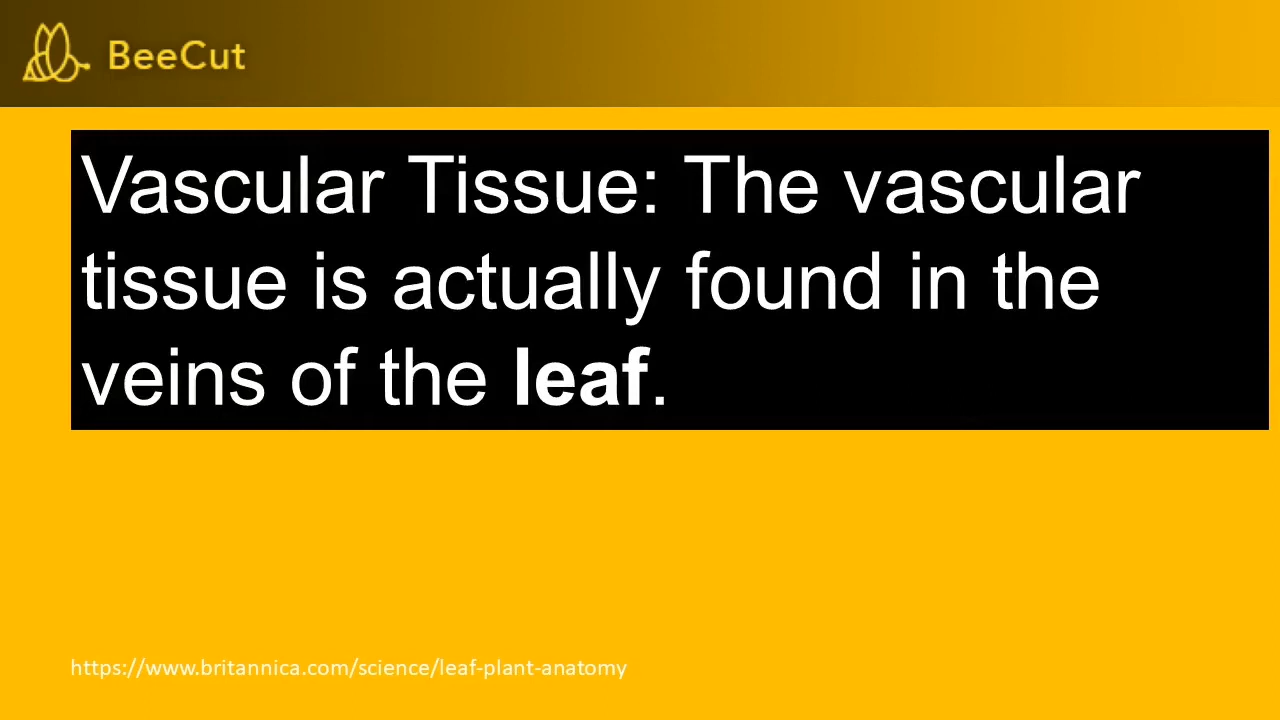 BeeCut
Vascular Tissue: The vascular
tissue is actually found in the
veins of the leaf.
https://www.britannica.com/science/leaf-plant-anatomy